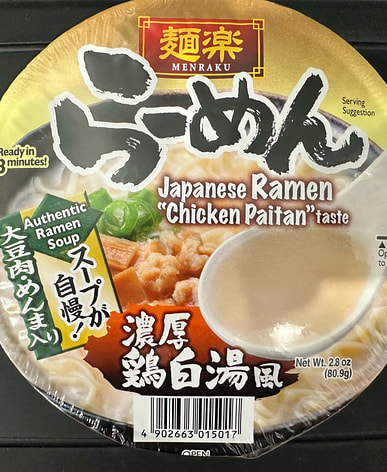 麺楽
MENRAKU
らーめん
Serving
Suggestion
Ready in
3 minutes!
Japanese Ramen
"Chicken Paitan" taste
Authentic
Ramen
Soup
スープが
自慢!
大豆肉・めんま入り
濃厚
鶏白湯風
Net Wt. 2.8 oz
(80.9g)
4 902663 015017
OPEN